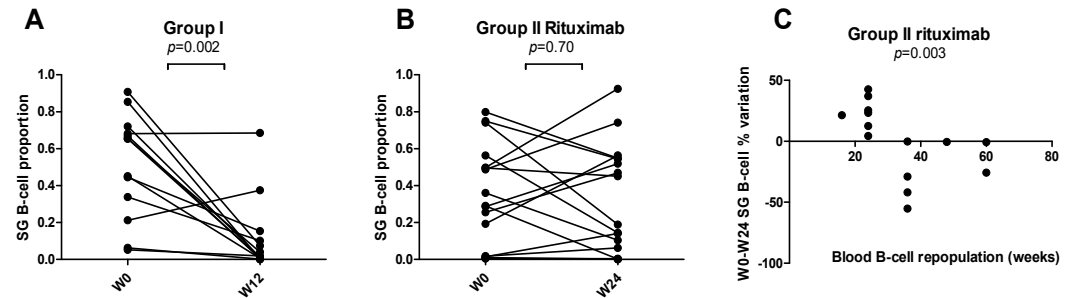 A
Group I
p=0.002
SG B-cell proportion
1.0
0.8
0.6
0.4
0.2
0.0
W0
W12
B
Group II Rituximab
p=0.70
SG B-cell proportion
1.0
0.8
0.6
0.4
0.2
0.0
W0
W24
C
Group II rituximab
p=0.003
W0-W24 SG B-cell % variation
50
0
-50
-100
20
40
60
80
Blood B-cell repopulation (weeks)